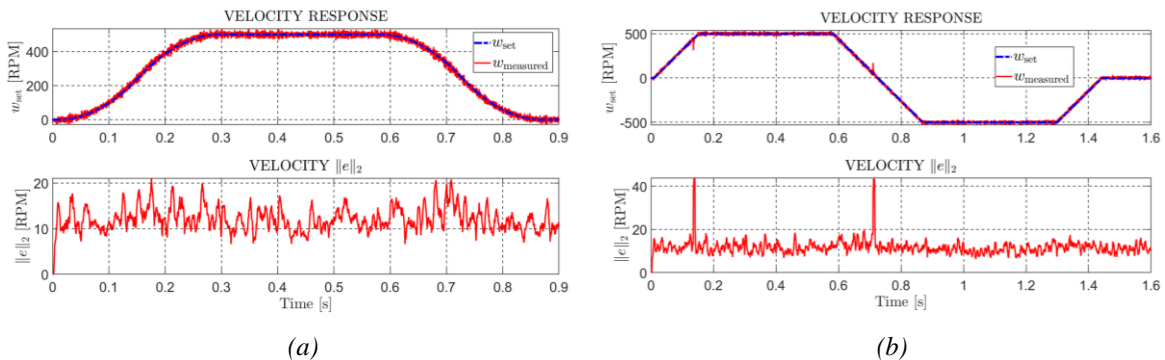 VELOCITY RESPONSE
400
200
0
w_set [RPM]
w_set
w_measured
0 0.1 0.2 0.3 0.4 0.5 0.6 0.7 0.8 0.9
VELOCITY ‖e‖₂
20
10
0
‖e‖₂ [RPM]
0 0.1 0.2 0.3 0.4 0.5 0.6 0.7 0.8 0.9
Time [s]
(a)
VELOCITY RESPONSE
500
0
-500
w_set [RPM]
w_set
w_measured
0 0.2 0.4 0.6 0.8 1 1.2 1.4 1.6
VELOCITY ‖e‖₂
40
20
0
‖e‖₂ [RPM]
0 0.2 0.4 0.6 0.8 1 1.2 1.4 1.6
Time [s]
(b)